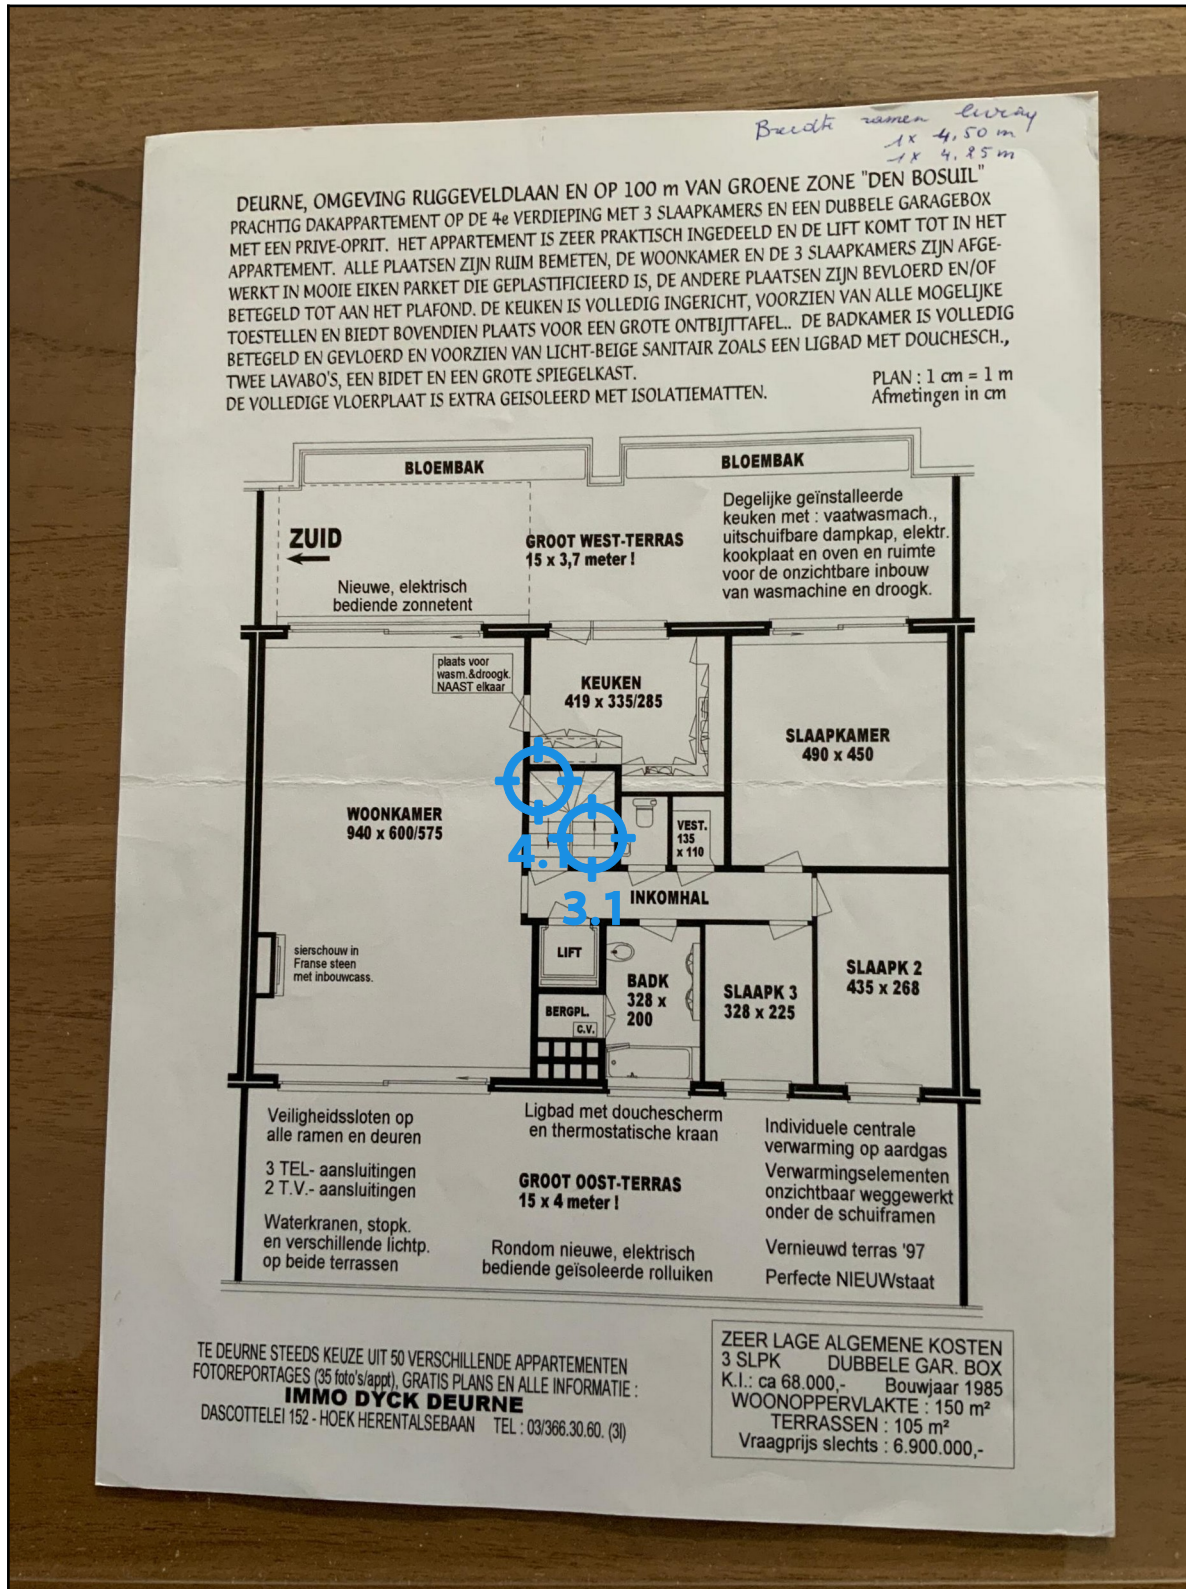 Breedte ramen living
1x 4,50 m
1x 4,25 m
DEURNE, OMGEVING RUGGEVELDLAAN EN OP 100 m VAN GROENE ZONE "DEN BOSUIL"
PRACHTIG DAKAPPARTEMENT OP DE 4e VERDIEPING MET 3 SLAAPKAMERS EN EEN DUBBELE GARAGEBOX
MET EEN PRIVE-OPRIT. HET APPARTEMENT IS ZEER PRAKTISCH INGEDEELD EN DE LIFT KOMT TOT IN HET
APPARTEMENT. ALLE PLAATSEN ZIJN RUIM BEMETEN, DE WOONKAMER EN DE 3 SLAAPKAMERS ZIJN AFGE-
WERKT IN MOOIE EIKEN PARKET DIE GEPLASTIFICIEERD IS, DE ANDERE PLAATSEN ZIJN BEVLOERD EN/OF
BETEGELD TOT AAN HET PLAFOND. DE KEUKEN IS VOLLEDIG INGERICHT, VOORZIEN VAN ALLE MOGELIJKE
TOESTELLEN EN BIEDT BOVENDIEN PLAATS VOOR EEN GROTE ONTBIJTTAFEL.. DE BADKAMER IS VOLLEDIG
BETEGELD EN GEVLOERD EN VOORZIEN VAN LICHT-BEIGE SANITAIR ZOALS EEN LIGBAD MET DOUCHESCH.,
TWEE LAVABO'S, EEN BIDET EN EEN GROTE SPIEGELKAST.
DE VOLLEDIGE VLOERPLAAT IS EXTRA GEISOLEERD MET ISOLATIEMATTEN.
PLAN : 1 cm = 1 m
Afmetingen in cm
BLOEMBAK
BLOEMBAK
ZUID
Nieuwe, elektrisch
bediende zonnetent
GROOT WEST-TERRAS
15 x 3,7 meter !
Degelijke geïnstalleerde
keuken met : vaatwasmach.,
uitschuifbare dampkap, elektr.
kookplaat en oven en ruimte
voor de onzichtbare inbouw
van wasmachine en droogk.
plaats voor
wasm.&droogk.
NAAST elkaar
KEUKEN
419 x 335/285
SLAAPKAMER
490 x 450
WOONKAMER
940 x 600/575
VEST.
135
x 110
4.1
3.1
INKOMHAL
sierschouw in
Franse steen
met inbouwcass.
LIFT
BERGPL.
C.V.
BADK
328 x
200
SLAAPK 3
328 x 225
SLAAPK 2
435 x 268
Veiligheidssloten op
alle ramen en deuren
3 TEL- aansluitingen
2 T.V.- aansluitingen
Waterkranen, stopk.
en verschillende lichtp.
op beide terrassen
Ligbad met douchescherm
en thermostatische kraan
GROOT OOST-TERRAS
15 x 4 meter !
Rondom nieuwe, elektrisch
bediende geïsoleerde rolluiken
Individuele centrale
verwarming op aardgas
Verwarmingselementen
onzichtbaar weggewerkt
onder de schuiframen
Vernieuwd terras '97
Perfecte NIEUWstaat
TE DEURNE STEEDS KEUZE UIT 50 VERSCHILLENDE APPARTEMENTEN
FOTOREPORTAGES (35 foto's/appt), GRATIS PLANS EN ALLE INFORMATIE :
IMMO DYCK DEURNE
DASCOTTELEI 152 - HOEK HERENTALSEBAAN TEL : 03/366.30.60. (3l)
ZEER LAGE ALGEMENE KOSTEN
3 SLPK DUBBELE GAR. BOX
K.I.: ca 68.000,- Bouwjaar 1985
WOONOPPERVLAKTE : 150 m²
TERRASSEN : 105 m²
Vraagprijs slechts : 6.900.000,-